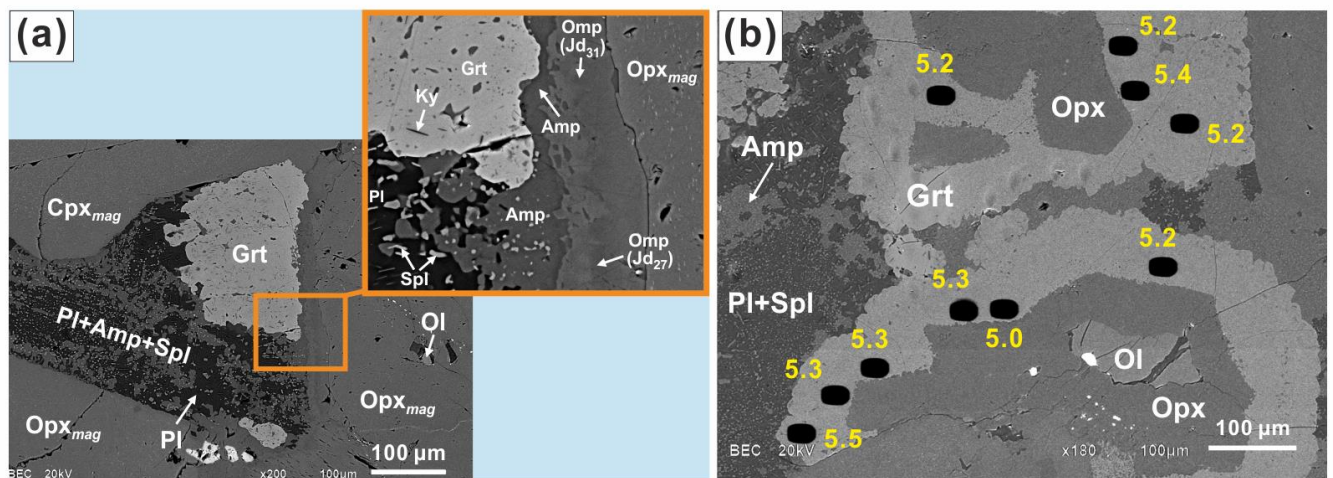 (a)
Grt
Ky
Amp
Omp
(Jd31)
Opxmag
Pl
Amp
Spl
Omp
(Jd27)
Cpxmag
Grt
Pl+Amp+Spl
Ol
Opxmag
Opxmag
Pl
100 µm
BEC 20kV
x200
100µm
(b)
5.2
5.2
5.4
5.2
Opx
Amp
Grt
5.2
5.3
Pl+Spl
5.0
5.3
5.3
Ol
Opx
5.5
100 µm
BEC 20kV
x180
100µm